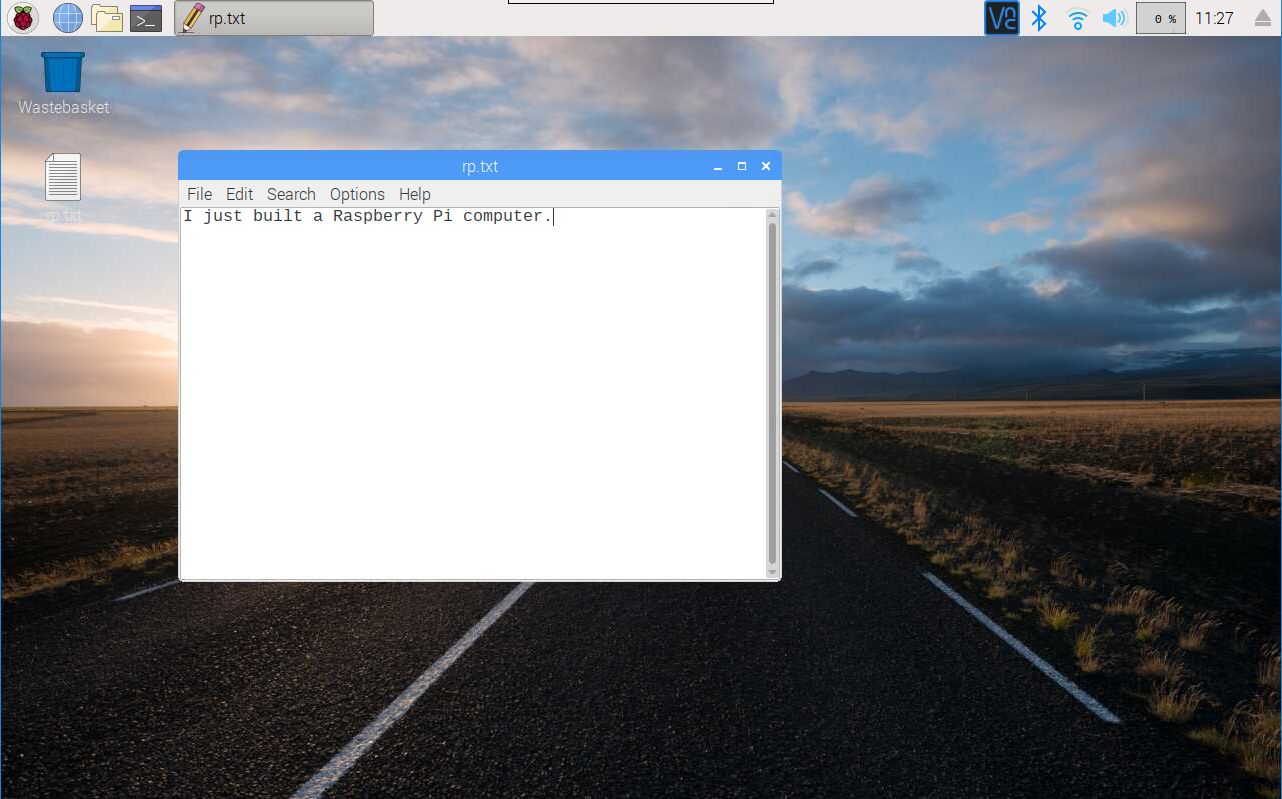 rp.txt
0 %
11:27
Wastebasket
rp.txt
rp.txt
File Edit Search Options Help
I just built a Raspberry Pi computer.